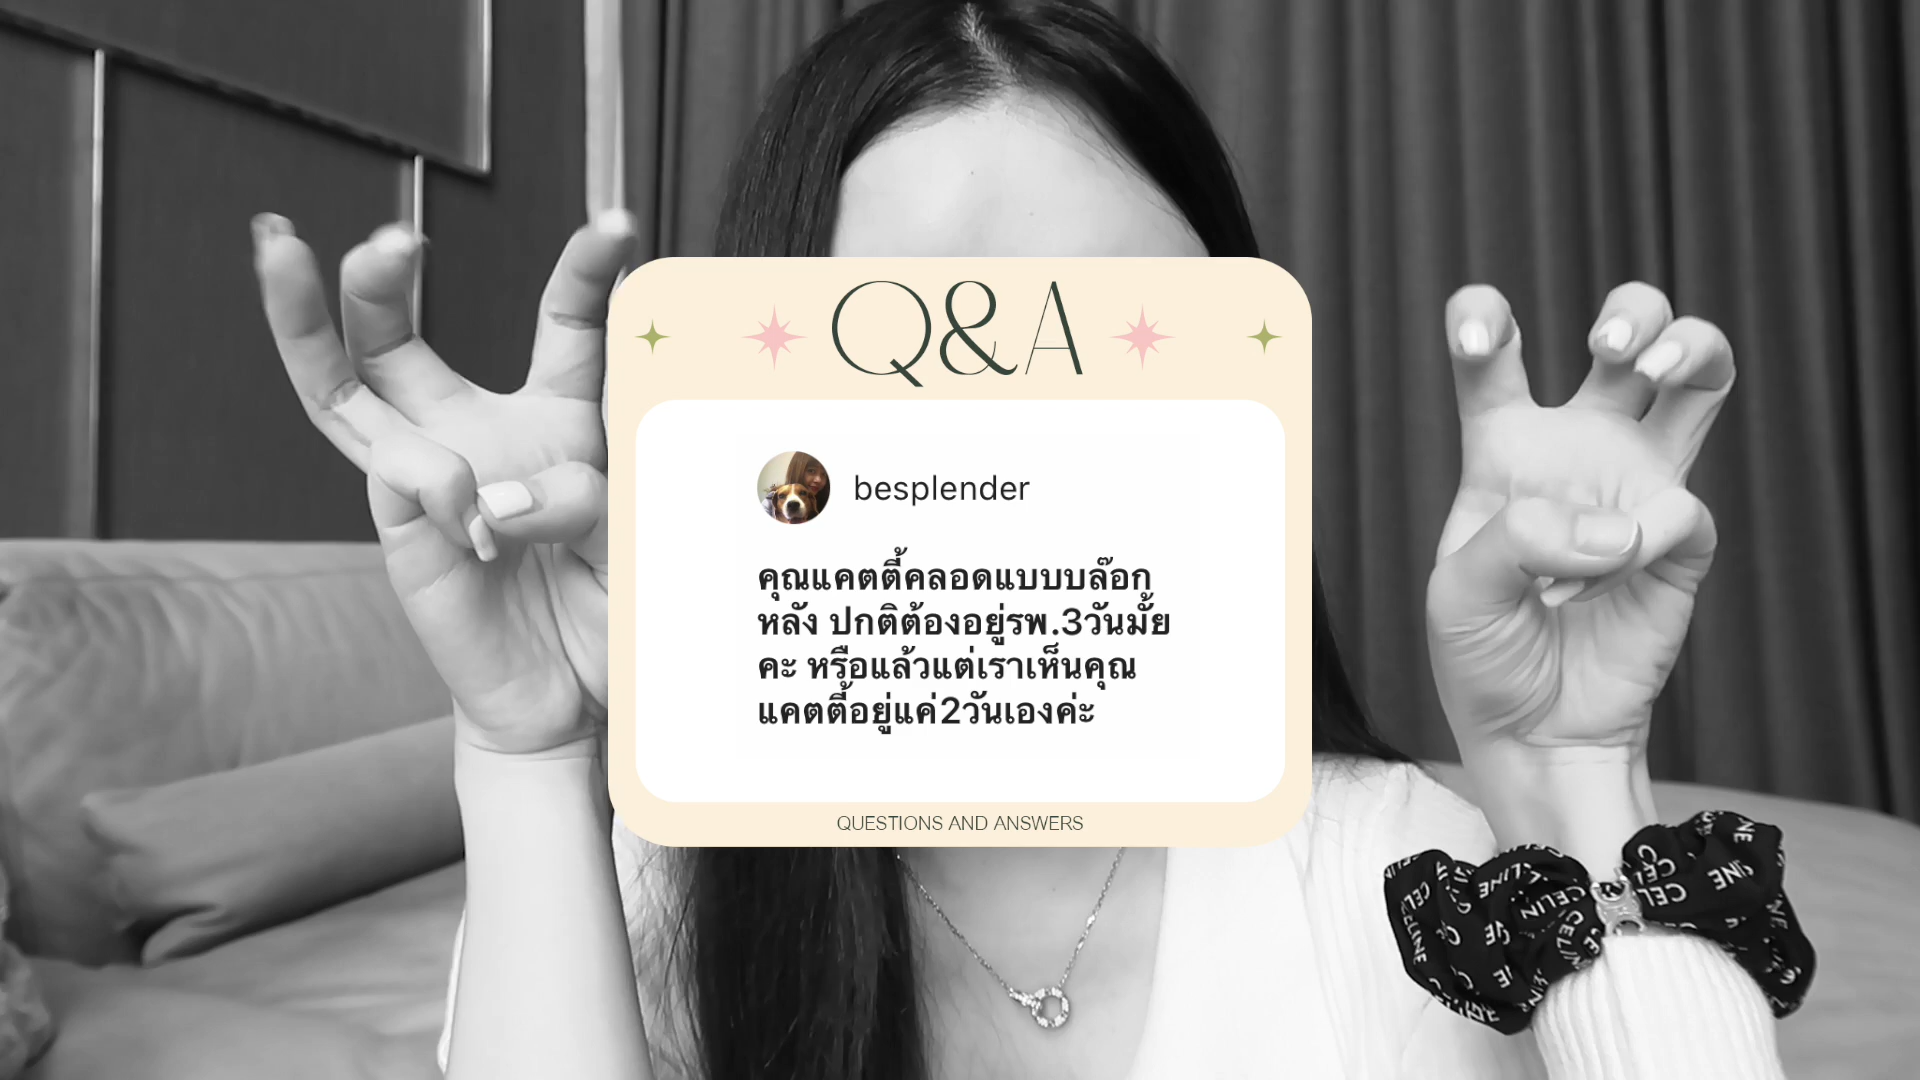 Q&A
besplender
คุณแคตตี้คลอดแบบบล๊อก
หลัง ปกติต้องอยู่รพ.3วันมั้ย
คะ หรือแล้วแต่เราเห็นคุณ
แคตตี้อยู่แค่2วันเองค่ะ
QUESTIONS AND ANSWERS
CELINE